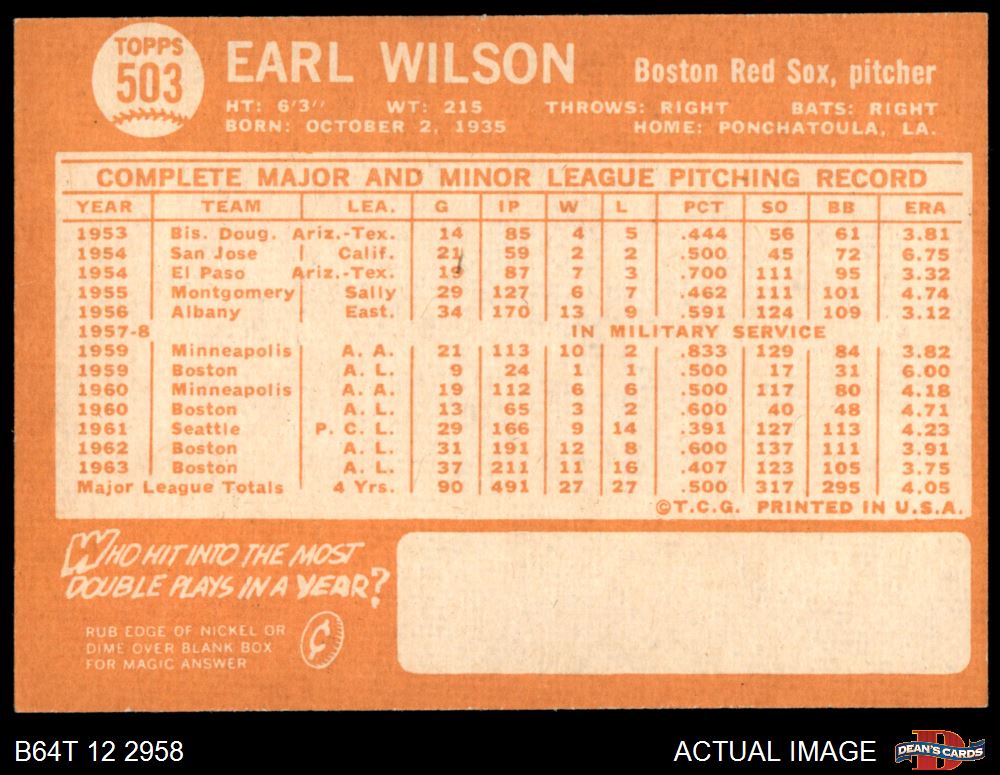 TOPPS
503
EARL WILSON
Boston Red Sox, pitcher
HT: 6'3" WT: 215 THROWS: RIGHT BATS: RIGHT
BORN: OCTOBER 2, 1935 HOME: PONCHATOULA, LA.
COMPLETE MAJOR AND MINOR LEAGUE PITCHING RECORD
YEAR TEAM LEA. G IP W L PCT SO BB ERA
1953 Bis. Doug. Ariz.-Tex. 14 85 4 5 .444 56 61 3.81
1954 San Jose Calif. 21 59 2 2 .500 45 72 6.75
1954 El Paso Ariz.-Tex. 19 87 7 3 .700 111 95 3.32
1955 Montgomery Sally 29 127 6 7 .462 111 101 4.74
1956 Albany East. 34 170 13 9 .591 124 109 3.12
1957-8 IN MILITARY SERVICE
1959 Minneapolis A. A. 21 113 10 2 .833 129 84 3.82
1959 Boston A. L. 9 24 1 1 .500 17 31 6.00
1960 Minneapolis A. A. 19 112 6 6 .500 117 80 4.18
1960 Boston A. L. 13 65 3 2 .600 40 48 4.71
1961 Seattle P. C. L. 29 166 9 14 .391 127 113 4.23
1962 Boston A. L. 31 191 12 8 .600 137 111 3.91
1963 Boston A. L. 37 211 11 16 .407 123 105 3.75
Major League Totals 4 Yrs. 90 491 27 27 .500 317 295 4.05
©T.C.G. PRINTED IN U.S.A.
WHO HIT INTO THE MOST
DOUBLE PLAYS IN A YEAR?
RUB EDGE OF NICKEL OR
DIME OVER BLANK BOX
FOR MAGIC ANSWER
B64T 12 2958
ACTUAL IMAGE
DEAN'S CARDS